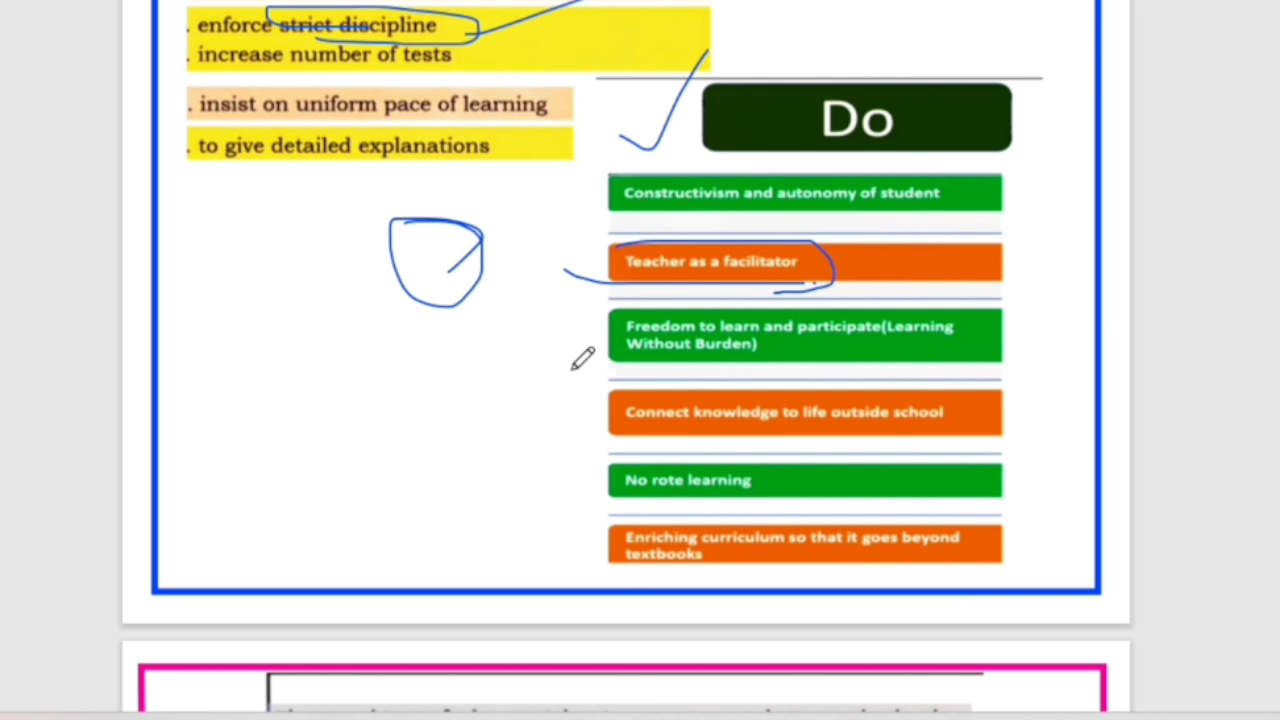 . enforce strict discipline
. increase number of tests
. insist on uniform pace of learning
. to give detailed explanations
Do
Constructivism and autonomy of student
Teacher as a facilitator
Freedom to learn and participate(Learning
Without Burden)
Connect knowledge to life outside school
No rote learning
Enriching curriculum so that it goes beyond
textbooks